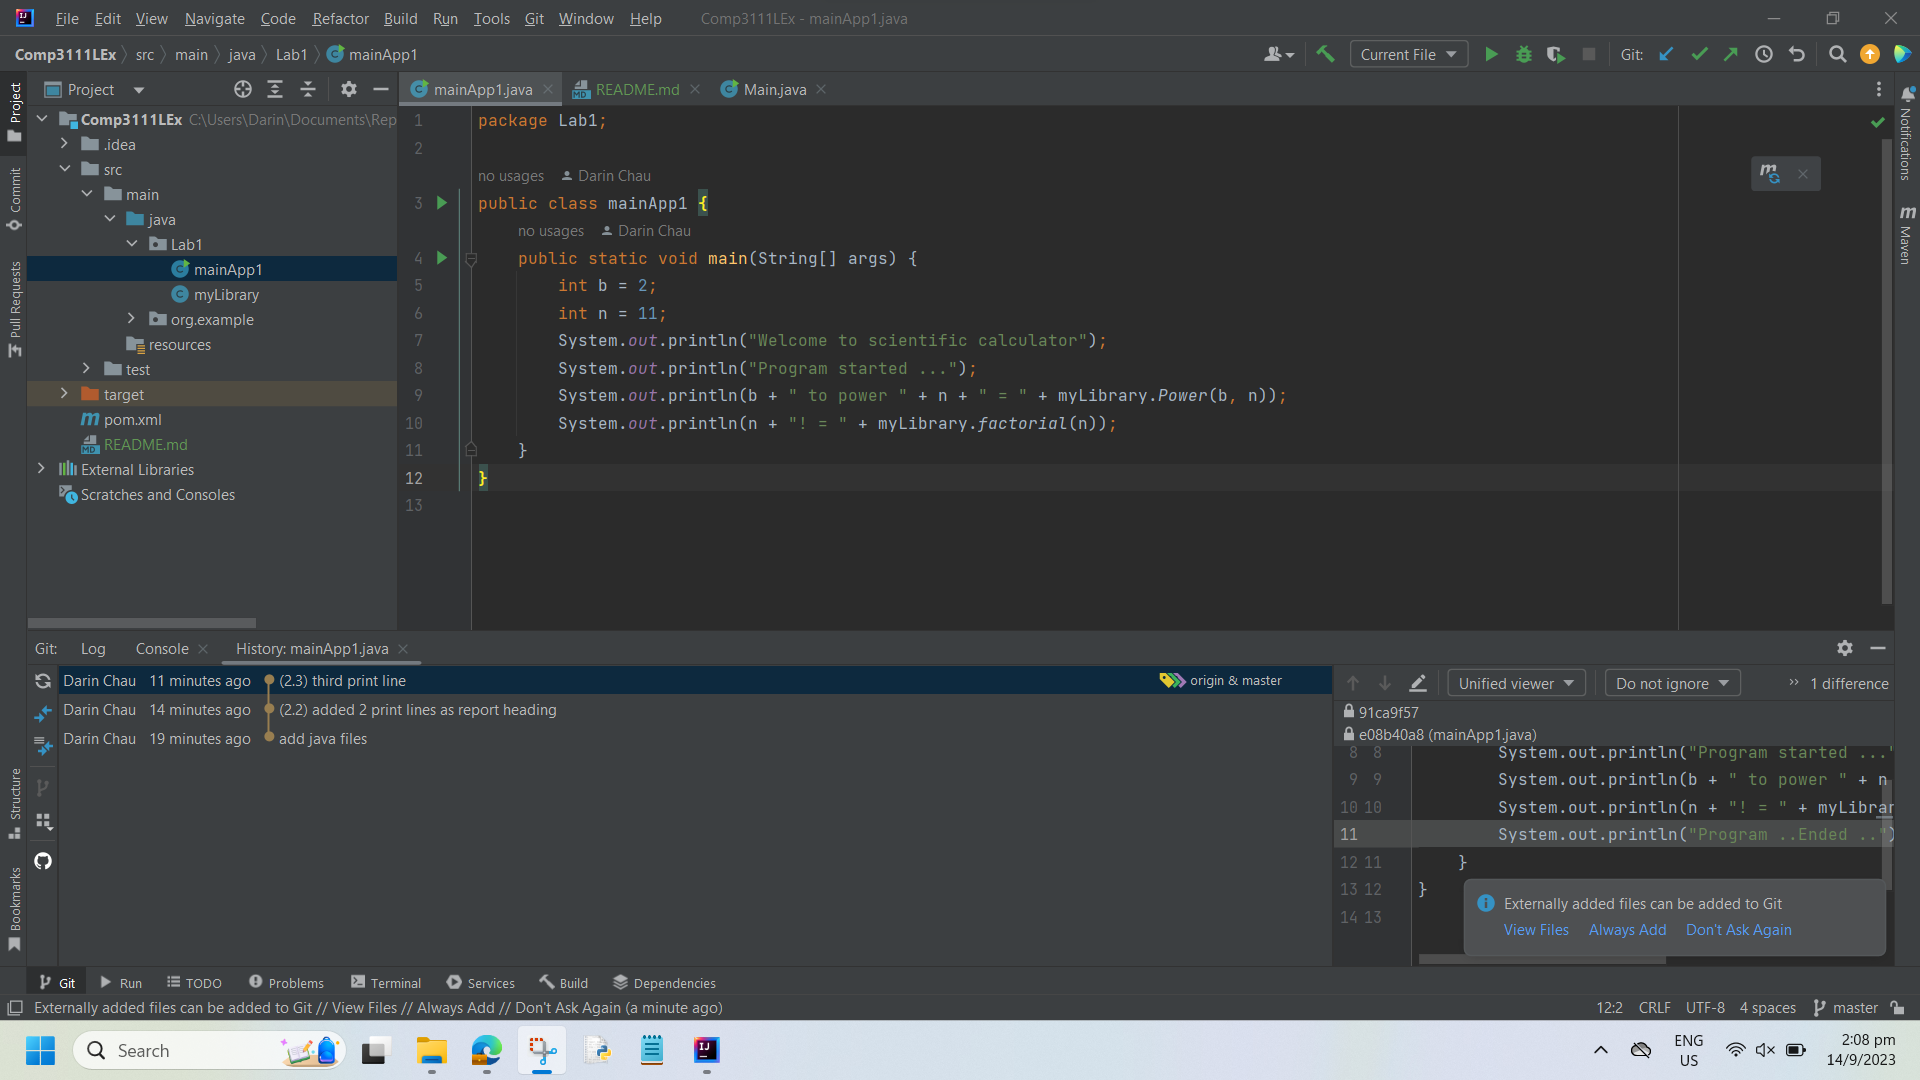 File Edit View Navigate Code Refactor Build Run Tools Git Window Help Comp3111LEx - mainApp1.java
Comp3111LEx src main java Lab1 mainApp1 Current File Git:
Project
mainApp1.java README.md Main.java
Project
Commit
Pull Requests
Structure
Bookmarks
Comp3111LEx C:\Users\Darin\Documents\Rep
.idea
src
main
java
Lab1
mainApp1
myLibrary
org.example
resources
test
target
pom.xml
README.md
External Libraries
Scratches and Consoles
1 package Lab1;
2
no usages Darin Chau
3 public class mainApp1 {
no usages Darin Chau
4 public static void main(String[] args) {
5 int b = 2;
6 int n = 11;
7 System.out.println("Welcome to scientific calculator");
8 System.out.println("Program started ...");
9 System.out.println(b + " to power " + n + " = " + myLibrary.Power(b, n));
10 System.out.println(n + "! = " + myLibrary.factorial(n));
11 }
12 }
13
Notifications
Maven
Git: Log Console History: mainApp1.java
Darin Chau 11 minutes ago (2.3) third print line origin & master
Darin Chau 14 minutes ago (2.2) added 2 print lines as report heading
Darin Chau 19 minutes ago add java files
Unified viewer Do not ignore 1 difference
91ca9f57
e08b40a8 (mainApp1.java)
8 8 System.out.println("Program started ..."
9 9 System.out.println(b + " to power " + n
10 10 System.out.println(n + "! = " + myLibrar
11 System.out.println("Program ..Ended ..")
12 11 }
13 12 }
14 13
Externally added files can be added to Git
View Files Always Add Don't Ask Again
Git Run TODO Problems Terminal Services Build Dependencies
Externally added files can be added to Git // View Files // Always Add // Don't Ask Again (a minute ago) 12:2 CRLF UTF-8 4 spaces master
Search
ENG
US
2:08 pm
14/9/2023